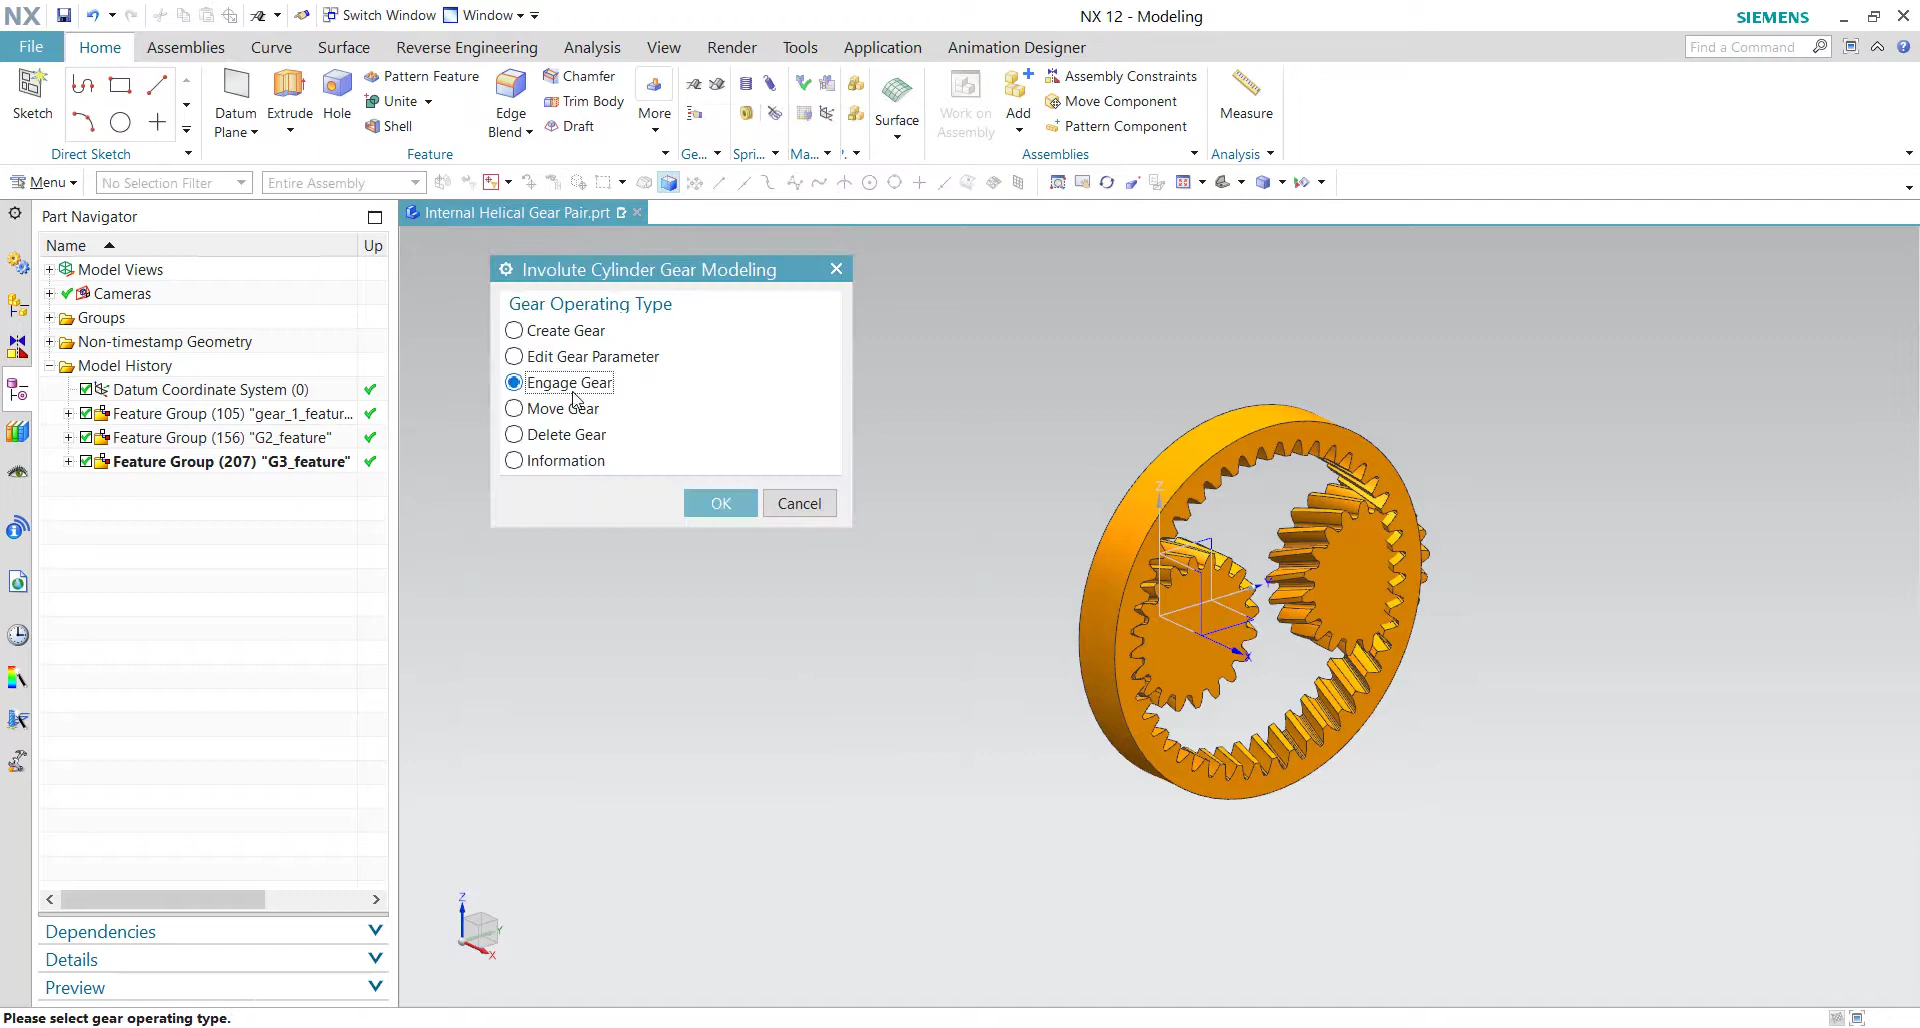 NX
Switch Window
Window
NX 12 - Modeling
SIEMENS
File
Home
Assemblies
Curve
Surface
Reverse Engineering
Analysis
View
Render
Tools
Application
Animation Designer
Find a Command
Sketch
Direct Sketch
Datum
Plane
Extrude
Hole
Pattern Feature
Unite
Shell
Edge
Blend
Chamfer
Trim Body
Draft
More
Feature
Ge...
Spri...
Ma...
Surface
Work on
Assembly
Add
Assembly Constraints
Move Component
Pattern Component
Assemblies
Measure
Analysis
Menu
No Selection Filter
Entire Assembly
Part Navigator
Name
Up
Model Views
Cameras
Groups
Non-timestamp Geometry
Model History
Datum Coordinate System (0)
Feature Group (105) "gear_1_featur...
Feature Group (156) "G2_feature"
Feature Group (207) "G3_feature"
Dependencies
Details
Preview
Internal Helical Gear Pair.prt
Involute Cylinder Gear Modeling
Gear Operating Type
Create Gear
Edit Gear Parameter
Engage Gear
Move Gear
Delete Gear
Information
OK
Cancel
Z
Y
X
Z
Y
X
Please select gear operating type.